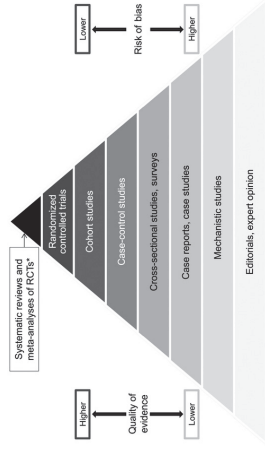 Systematic reviews and
meta-analyses of RCTs*
Randomized
controlled trials
Cohort studies
Case-control studies
Cross-sectional studies, surveys
Case reports, case studies
Mechanistic studies
Editorials, expert opinion
Higher
Quality of
evidence
Lower
Lower
Risk of bias
Higher